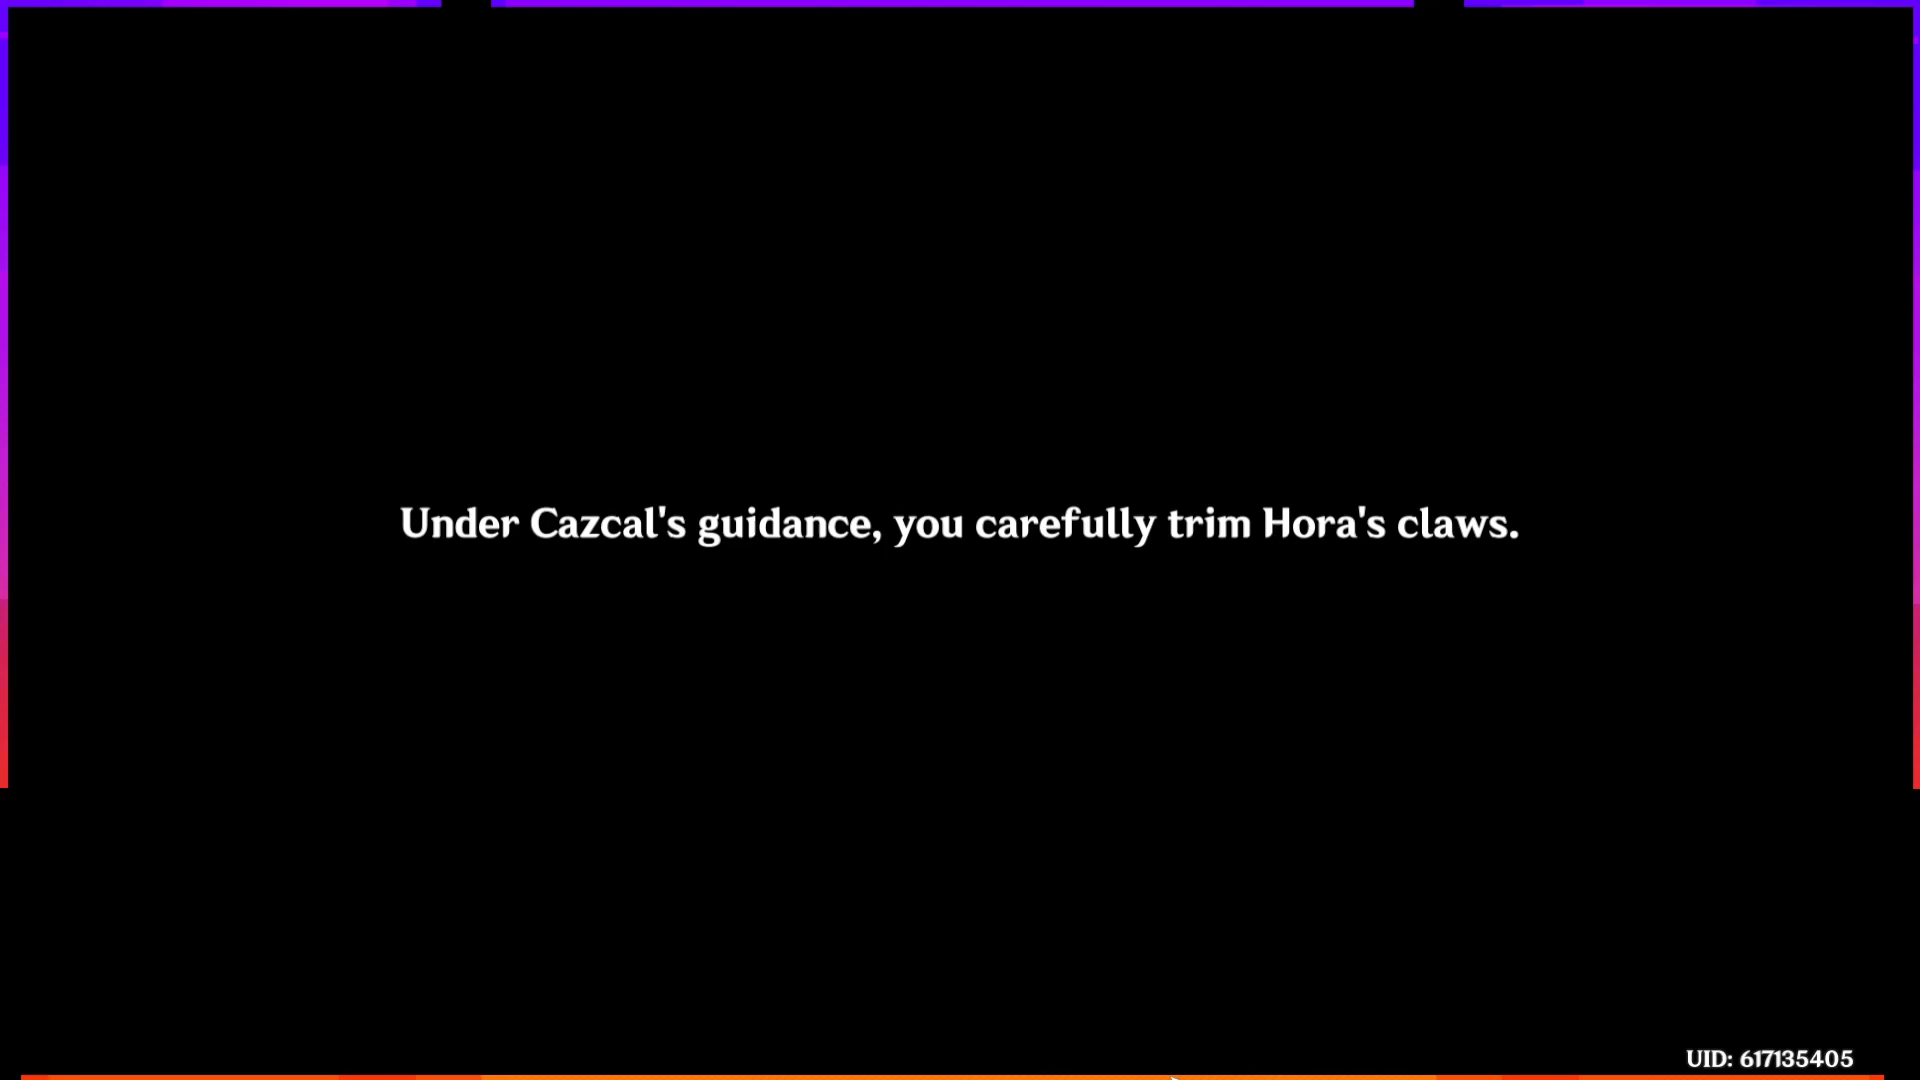 Under Cazcal's guidance, you carefully trim Hora's claws.
UID: 617135405